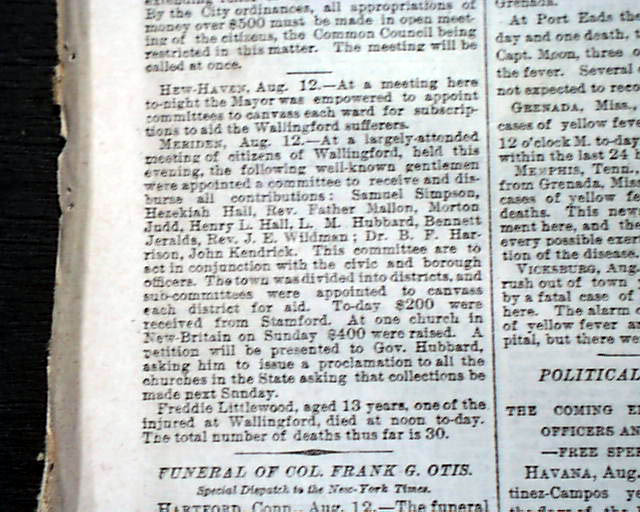 By the City ordinances, all appropriations of
money over $500 must be made in open meet-
ing of the citizens, the Common Council being
restricted in this matter. The meeting will be
called at once.
HEW-HAVEN, Aug. 12.—At a meeting here
to-night the Mayor was empowered to appoint
committees to canvass each ward for subscrip-
tions to aid the Wallingford sufferers.
MERIDEN, Aug. 12.—At a largely-attended
meeting of citizens of Wallingford, held this
evening, the following well-known gentlemen
were appointed a committee to receive and dis-
burse all contributions: Samuel Simpson,
Hezekiah Hall, Rev. Father Mallon, Morton
Judd, Henry L. Hall, L. M. Hubbard, Bennett
Jeralds, Rev. J. E. Wildman; Dr. B. F. Har-
rison, John Kendrick. This committee are to
act in conjunction with the civic and borough
officers. The town was divided into districts, and
sub-committees were appointed to canvass
each district for aid. To-day $200 were
received from Stamford. At one church in
New-Britain on Sunday $400 were raised. A
petition will be presented to Gov. Hubbard,
asking him to issue a proclamation to all the
churches in the State asking that collections be
made next Sunday.
Freddie Littlewood, aged 13 years, one of the
injured at Wallingford, died at noon to-day.
The total number of deaths thus far is 30.
FUNERAL OF COL. FRANK G. OTIS.
Special Dispatch to the New-York Times.
HARTFORD, Conn., Aug. 12.—The funeral
Grenada.
At Port Eads th
day and one death, t
Capt. Moon, three o
the fever. Several
not expected to reco
GRENADA, Miss.,
cases of yellow feve
12 o'clock M. to-day
within the last 24
MEMPHIS, Tenn.,
from Grenada, Mis
cases of yellow fe
deaths. This new
ment here, and the
every possible exer
tion of the disease.
VICKSBURG, Aug.
rush out of town
by a fatal case of
here. The alarm o
of yellow fever a
pital, but there we
POLITICAL
THE COMING E
OFFICERS AN
—FREE SPE
HAVANA, Aug.
tinez-Campos ye